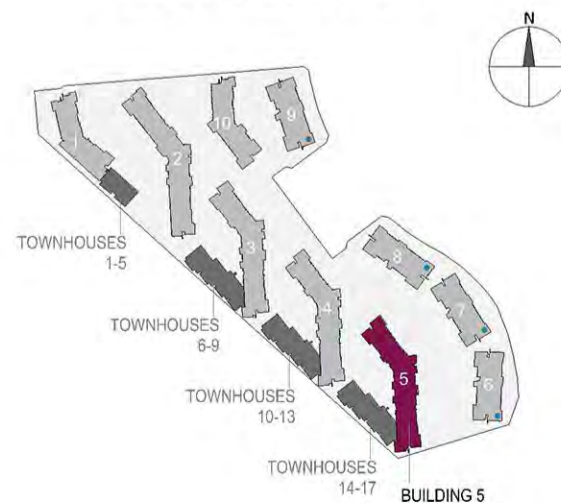 N
10
9
1
2
TOWNHOUSES
1-5
3
8
TOWNHOUSES
6-9
4
7
TOWNHOUSES
10-13
5
6
TOWNHOUSES
14-17
BUILDING 5